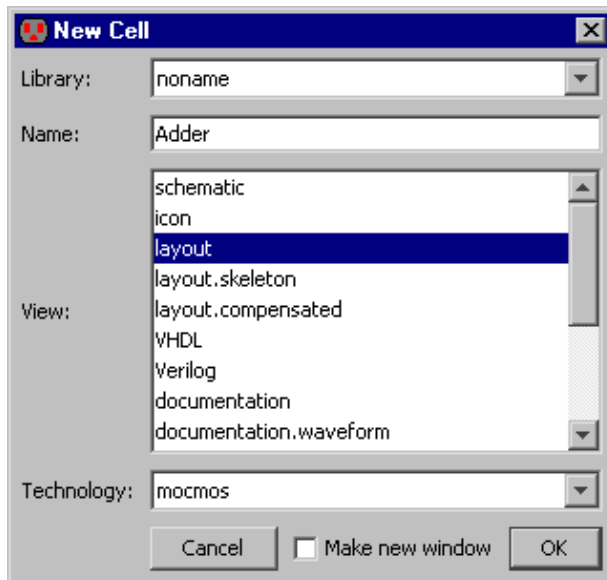 New Cell
Library: noname
Name: Adder
View:
schematic
icon
layout
layout.skeleton
layout.compensated
VHDL
Verilog
documentation
documentation.waveform
Technology: mocmos
Cancel Make new window OK